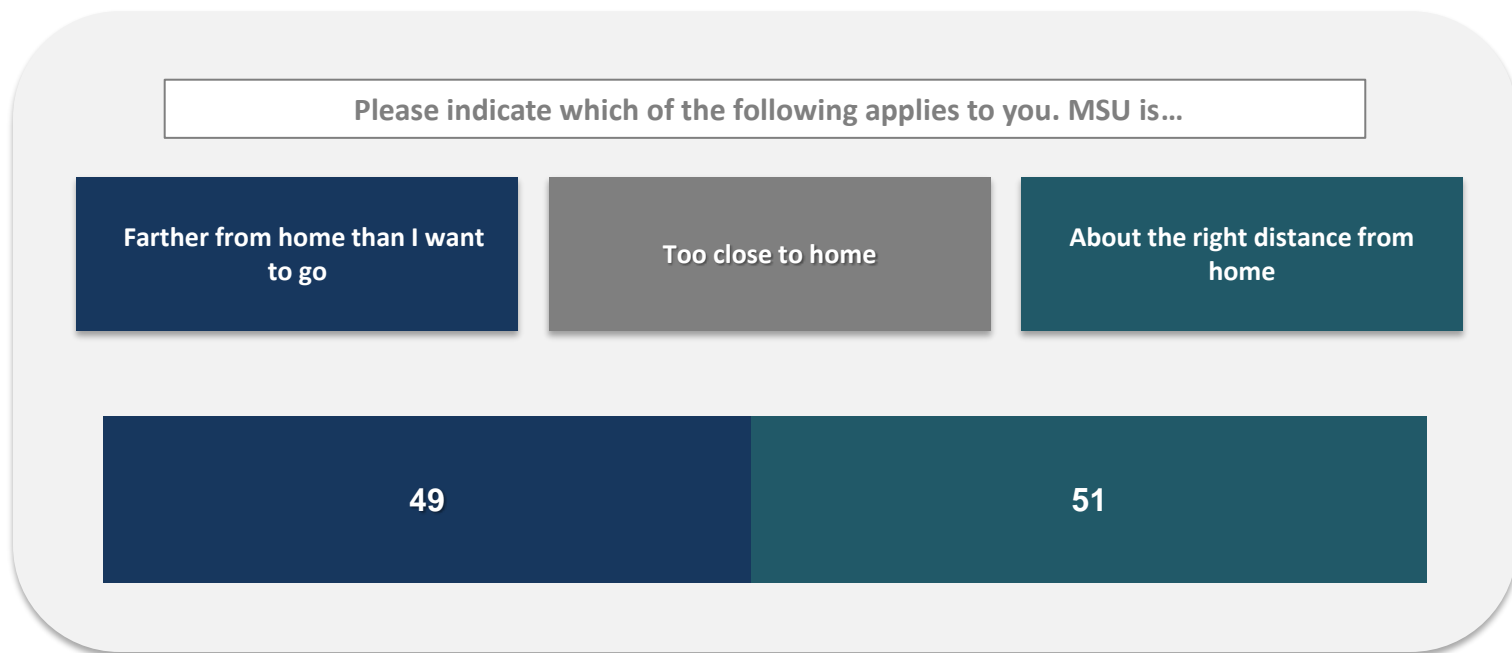 Please indicate which of the following applies to you. MSU is…
Farther from home than I want
to go
Too close to home
About the right distance from
home
49
51